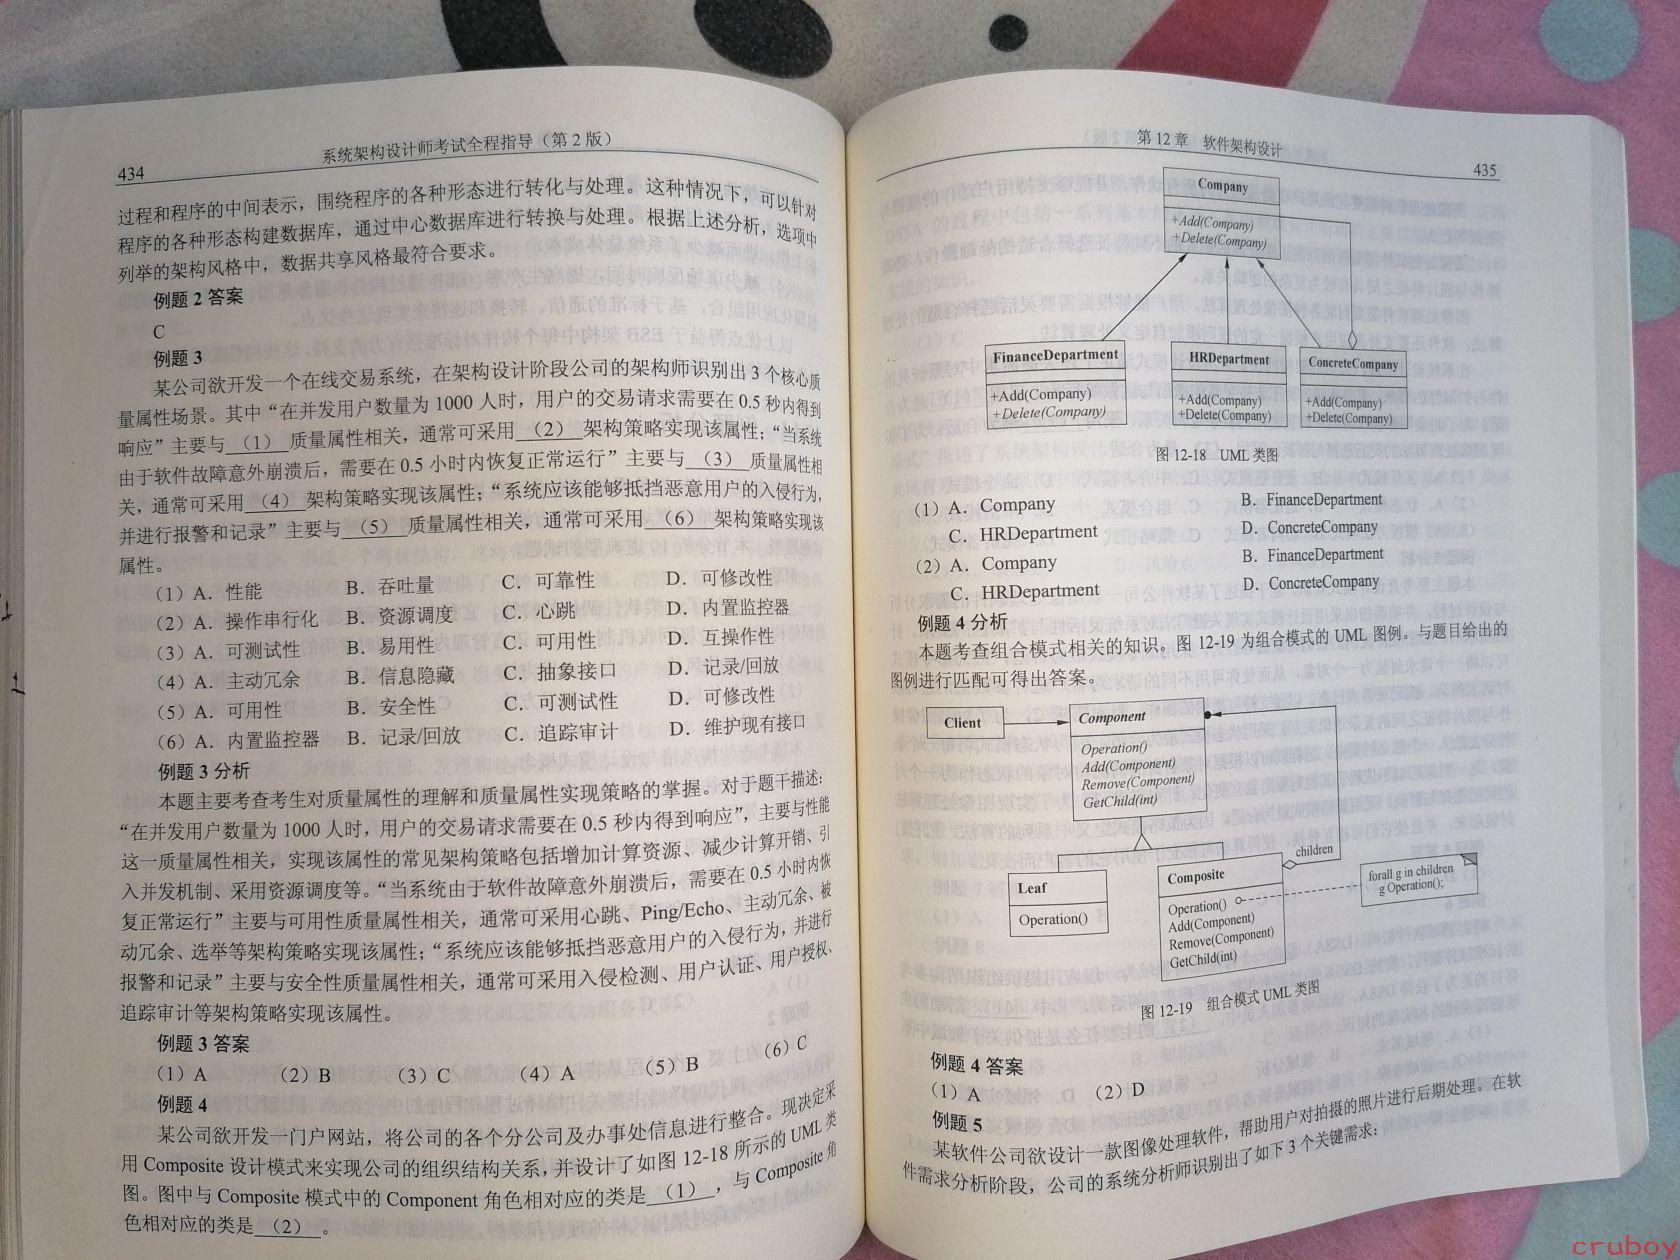 434
系统架构设计师考试全程指导（第2版）
过程和程序的中间表示，围绕程序的各种形态进行转化与处理。这种情况下，可以针对
程序的各种形态构建数据库，通过中心数据库进行转换与处理。根据上述分析，选项中
列举的架构风格中，数据共享风格最符合要求。
例题2答案
C
例题3
某公司欲开发一个在线交易系统，在架构设计阶段公司的架构师识别出3个核心质
量属性场景。其中“在并发用户数量为1000人时，用户的交易请求需要在0.5秒内得到
响应”主要与（1）质量属性相关，通常可采用（2）架构策略实现该属性；“当系统
由于软件故障意外崩溃后，需要在0.5小时内恢复正常运行”主要与（3）质量属性相
关，通常可采用（4）架构策略实现该属性；“系统应该能够抵挡恶意用户的入侵行为，
并进行报警和记录”主要与（5）质量属性相关，通常可采用（6）架构策略实现该
属性。
（1）A．性能 B．吞吐量 C．可靠性 D．可修改性
（2）A．操作串行化 B．资源调度 C．心跳 D．内置监控器
（3）A．可测试性 B．易用性 C．可用性 D．互操作性
（4）A．主动冗余 B．信息隐藏 C．抽象接口 D．记录/回放
（5）A．可用性 B．安全性 C．可测试性 D．可修改性
（6）A．内置监控器 B．记录/回放 C．追踪审计 D．维护现有接口
例题3分析
本题主要考查考生对质量属性的理解和质量属性实现策略的掌握。对于题干描述：
“在并发用户数量为1000人时，用户的交易请求需要在0.5秒内得到响应”，主要与性能
这一质量属性相关，实现该属性的常见架构策略包括增加计算资源、减少计算开销、引
入并发机制、采用资源调度等。“当系统由于软件故障意外崩溃后，需要在0.5小时内恢
复正常运行”主要与可用性质量属性相关，通常可采用心跳、Ping/Echo、主动冗余、被
动冗余、选举等架构策略实现该属性；“系统应该能够抵挡恶意用户的入侵行为，并进行
报警和记录”主要与安全性质量属性相关，通常可采用入侵检测、用户认证、用户授权、
追踪审计等架构策略实现该属性。
例题3答案
（1）A （2）B （3）C （4）A （5）B （6）C
例题4
某公司欲开发一门户网站，将公司的各个分公司及办事处信息进行整合。现决定采
用Composite设计模式来实现公司的组织结构关系，并设计了如图12-18所示的UML类
图。图中与Composite模式中的Component角色相对应的类是（1），与Composite角
色相对应的类是（2）。
第12章 软件架构设计
435
Company
+Add(Company)
+Delete(Company)
FinanceDepartment
+Add(Company)
+Delete(Company)
HRDepartment
+Add(Company)
+Delete(Company)
ConcreteCompany
+Add(Company)
+Delete(Company)
图12-18 UML类图
（1）A．Company B．FinanceDepartment
C．HRDepartment D．ConcreteCompany
（2）A．Company B．FinanceDepartment
C．HRDepartment D．ConcreteCompany
例题4分析
本题考查组合模式相关的知识。图12-19为组合模式的UML图例。与题目给出的
图例进行匹配可得出答案。
Client
Component
Operation()
Add(Component)
Remove(Component)
GetChild(int)
Leaf
Operation()
Composite
Operation()
Add(Component)
Remove(Component)
GetChild(int)
children
forall g in children
g Operation();
图12-19 组合模式UML类图
例题4答案
（1）A （2）D
例题5
某软件公司欲设计一款图像处理软件，帮助用户对拍摄的照片进行后期处理。在软
件需求分析阶段，公司的系统分析师识别出了如下3个关键需求：
cruboy